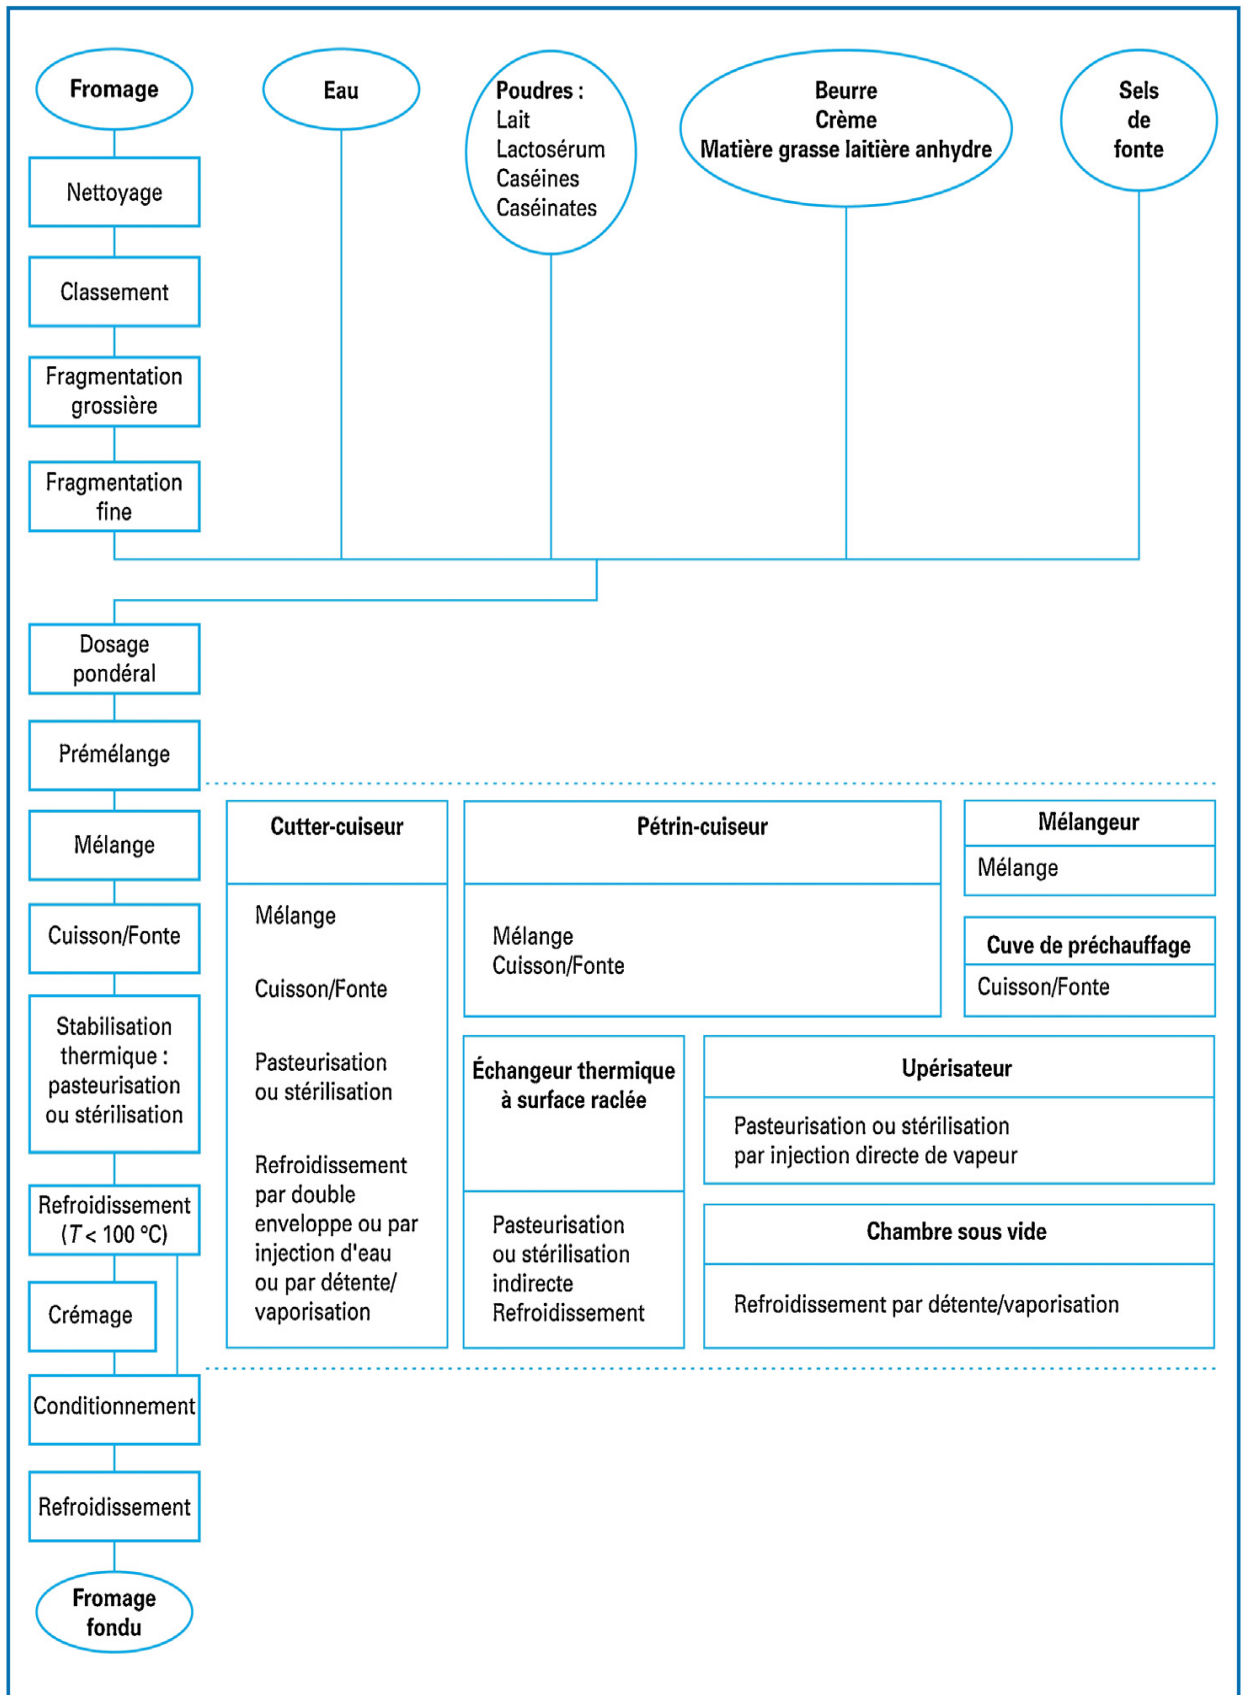 Fromage
Eau
Poudres :
Lait
Lactosérum
Caséines
Caséinates
Beurre
Crème
Matière grasse laitière anhydre
Sels
de
fonte
Nettoyage
Classement
Fragmentation
grossière
Fragmentation
fine
Dosage
pondéral
Prémélange
Mélange
Cuisson/Fonte
Stabilisation
thermique :
pasteurisation
ou stérilisation
Refroidissement
(T < 100 °C)
Crémage
Conditionnement
Refroidissement
Fromage
fondu
Cutter-cuiseur
Mélange
Cuisson/Fonte
Pasteurisation
ou stérilisation
Refroidissement
par double
enveloppe ou par
injection d'eau
ou par détente/
vaporisation
Pétrin-cuiseur
Mélange
Cuisson/Fonte
Mélangeur
Mélange
Cuve de préchauffage
Cuisson/Fonte
Échangeur thermique
à surface raclée
Pasteurisation
ou stérilisation
indirecte
Refroidissement
Upérisateur
Pasteurisation ou stérilisation
par injection directe de vapeur
Chambre sous vide
Refroidissement par détente/vaporisation